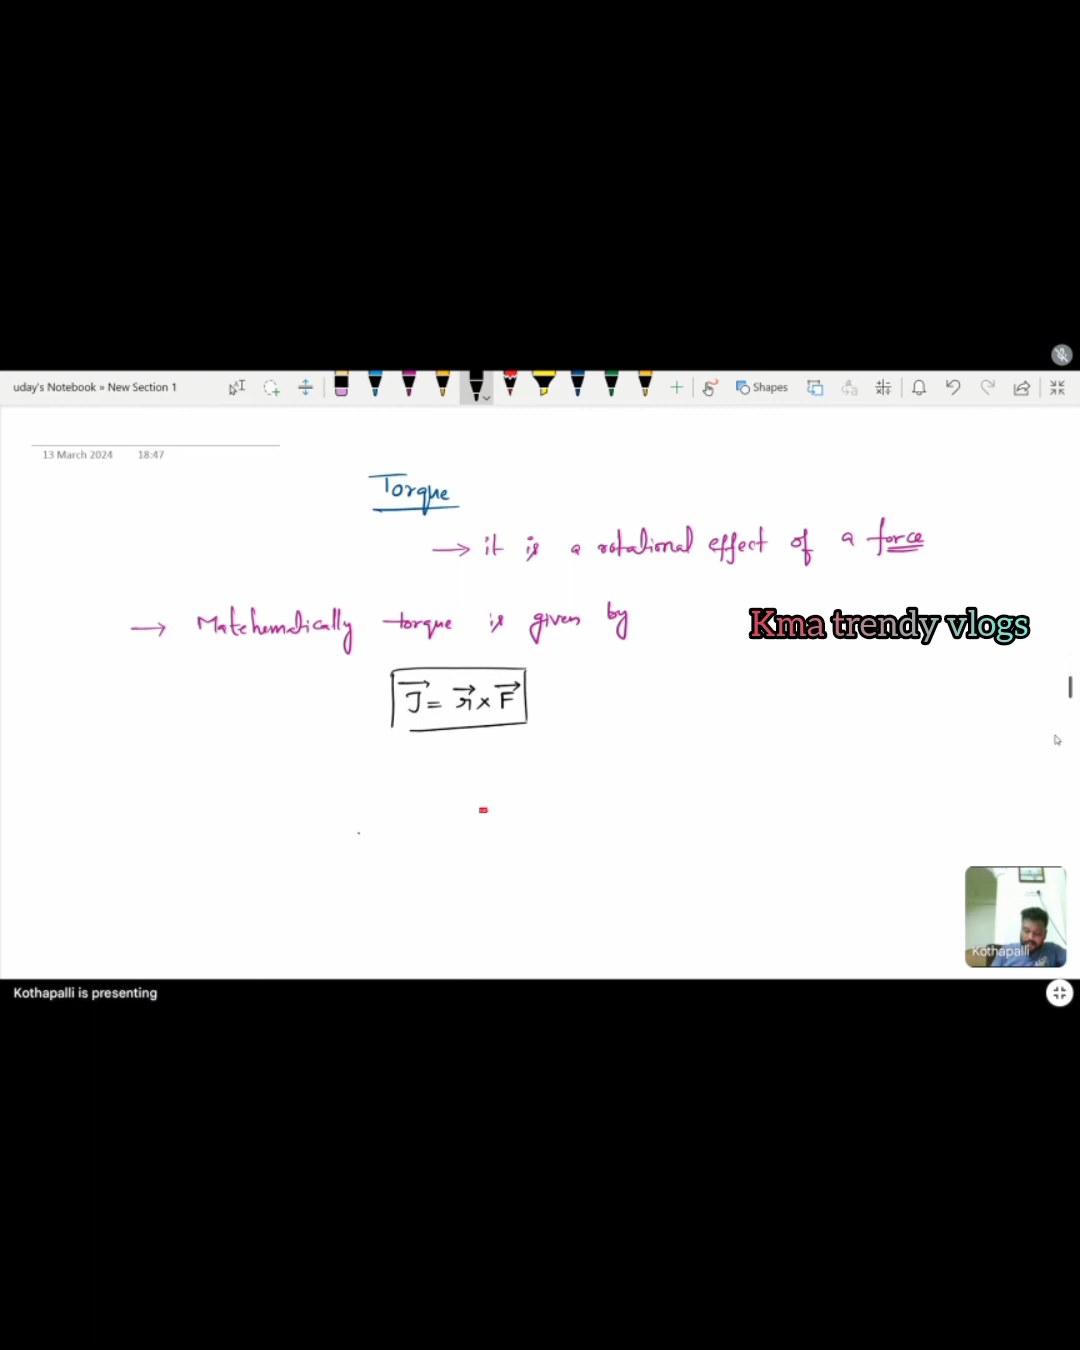 uday's Notebook » New Section 1
Shapes
13 March 2024 18:47
Torque
→ it is a rotational effect of a force
→ Matehematically torque is given by
Kma trendy vlogs
J⃗ = r⃗ × F⃗
Kothapalli
Kothapalli is presenting